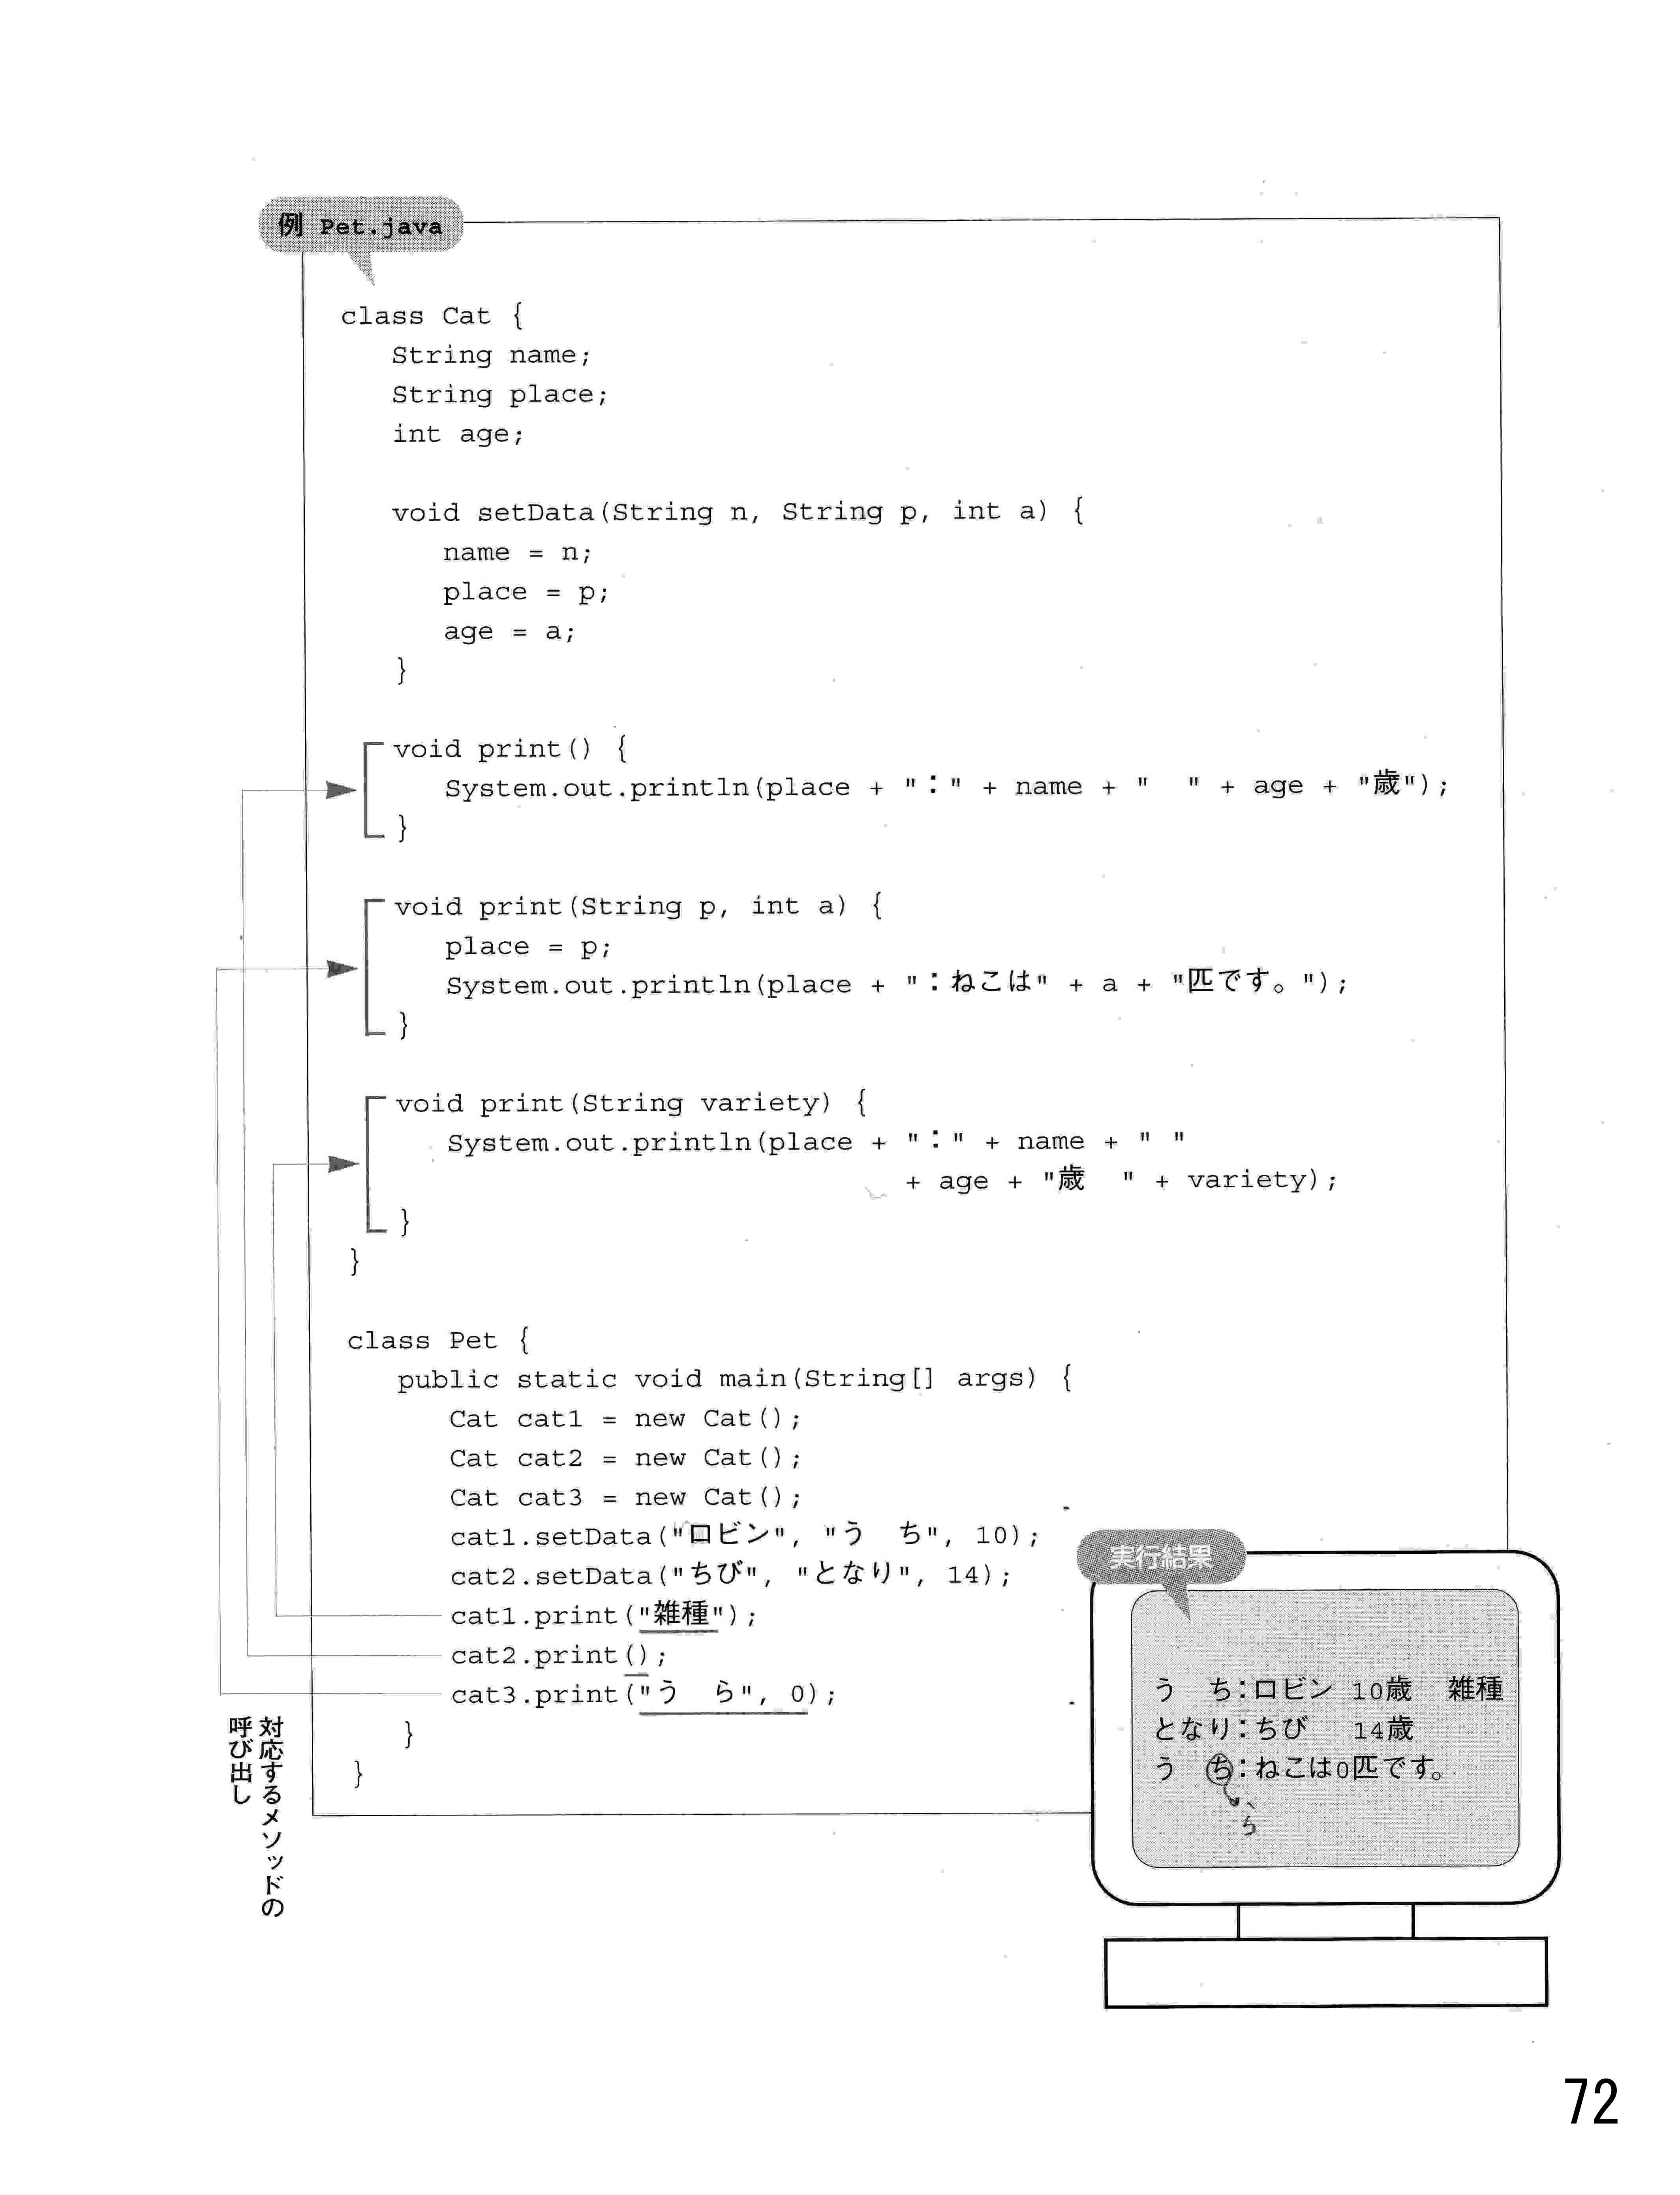 例 Pet.java
class Cat {
String name;
String place;
int age;
void setData(String n, String p, int a) {
name = n;
place = p;
age = a;
}
void print() {
System.out.println(place + "：" + name + "　" + age + "歳");
}
void print(String p, int a) {
place = p;
System.out.println(place + "：ねこは" + a + "匹です。");
}
void print(String variety) {
System.out.println(place + "：" + name + " "
+ age + "歳　" + variety);
}
}
class Pet {
public static void main(String[] args) {
Cat cat1 = new Cat();
Cat cat2 = new Cat();
Cat cat3 = new Cat();
cat1.setData("ロビン", "う　ち", 10);
cat2.setData("ちび", "となり", 14);
cat1.print("雑種");
cat2.print();
cat3.print("う　ら", 0);
}
}
対応するメソッドの
呼び出し
実行結果
う　ち：ロビン 10歳　雑種
となり：ちび　14歳
う　ち：ねこは0匹です。
ら
72